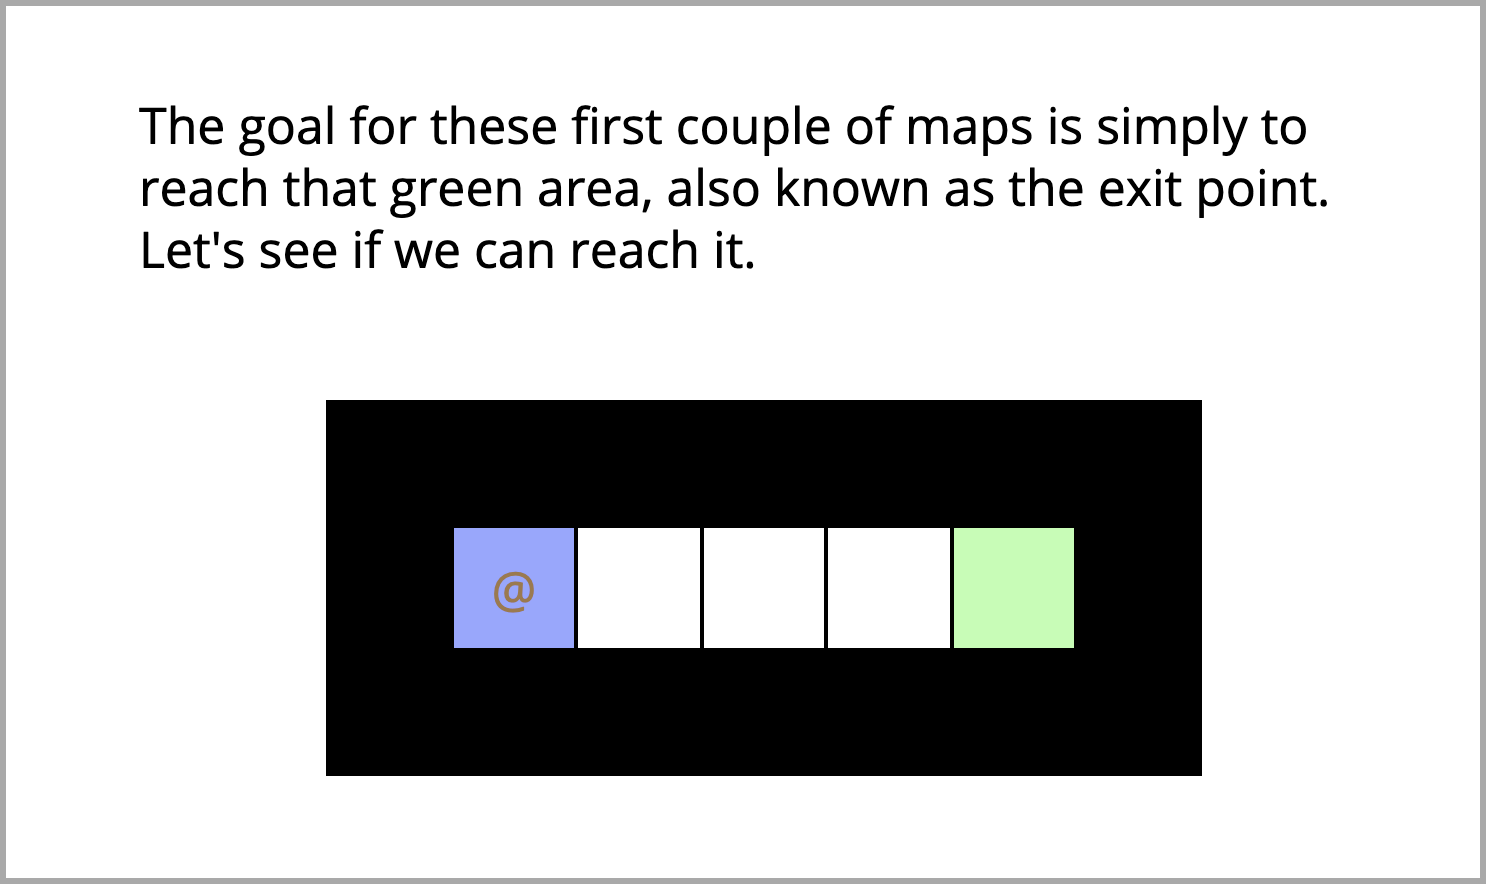 The goal for these first couple of maps is simply to
reach that green area, also known as the exit point.
Let's see if we can reach it.
@